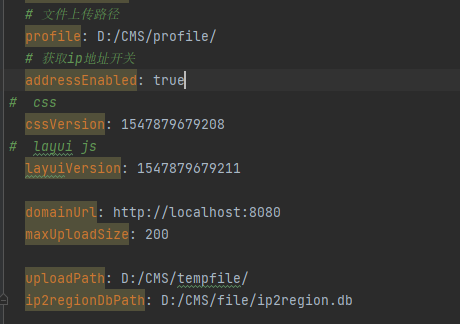 # 文件上传路径
profile: D:/CMS/profile/
# 获取ip地址开关
addressEnabled: true
#  css
cssVersion: 1547879679208
#  layui js
layuiVersion: 1547879679211
domainUrl: http://localhost:8080
maxUploadSize: 200
uploadPath: D:/CMS/tempfile/
ip2regionDbPath: D:/CMS/file/ip2region.db